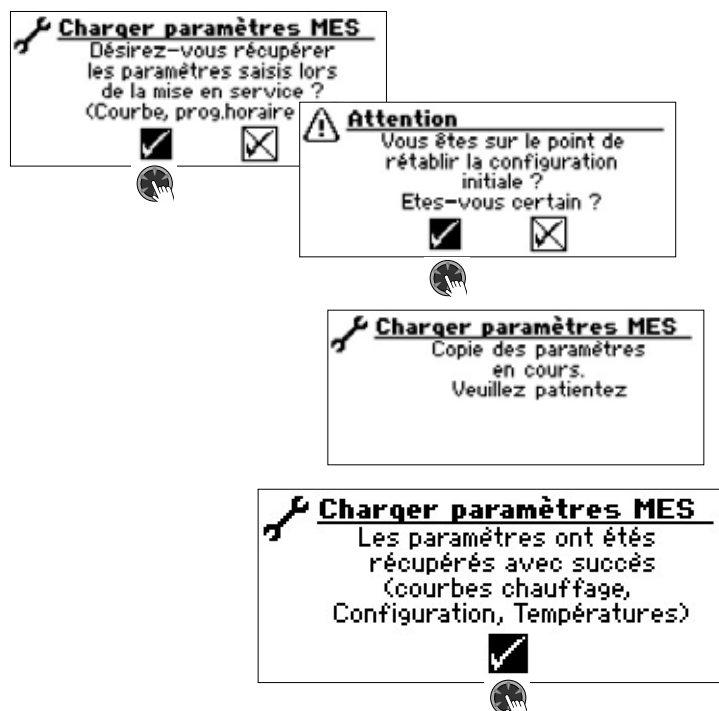 Charger paramètres MES
Désirez-vous récupérer
les paramètres saisis lors
de la mise en service ?
(Courbe, prog.horaire
Attention
Vous êtes sur le point de
rétablir la configuration
initiale ?
Etes-vous certain ?
Charger paramètres MES
Copie des paramètres
en cours.
Veuillez patientez
Charger paramètres MES
Les paramètres ont étés
récupérés avec succès
(courbes chauffage,
Configuration, Températures)